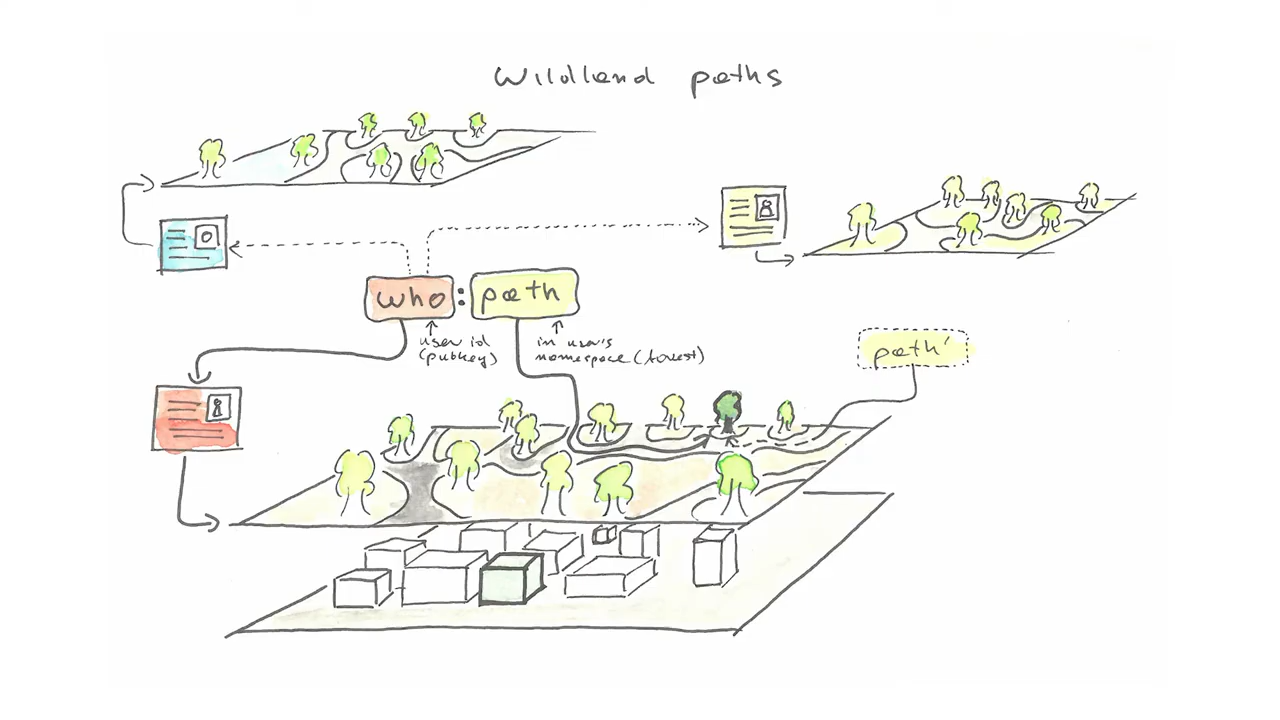 Wildland paths
who : path
user id
(pubkey)
in user's
namespace (forest)
path'